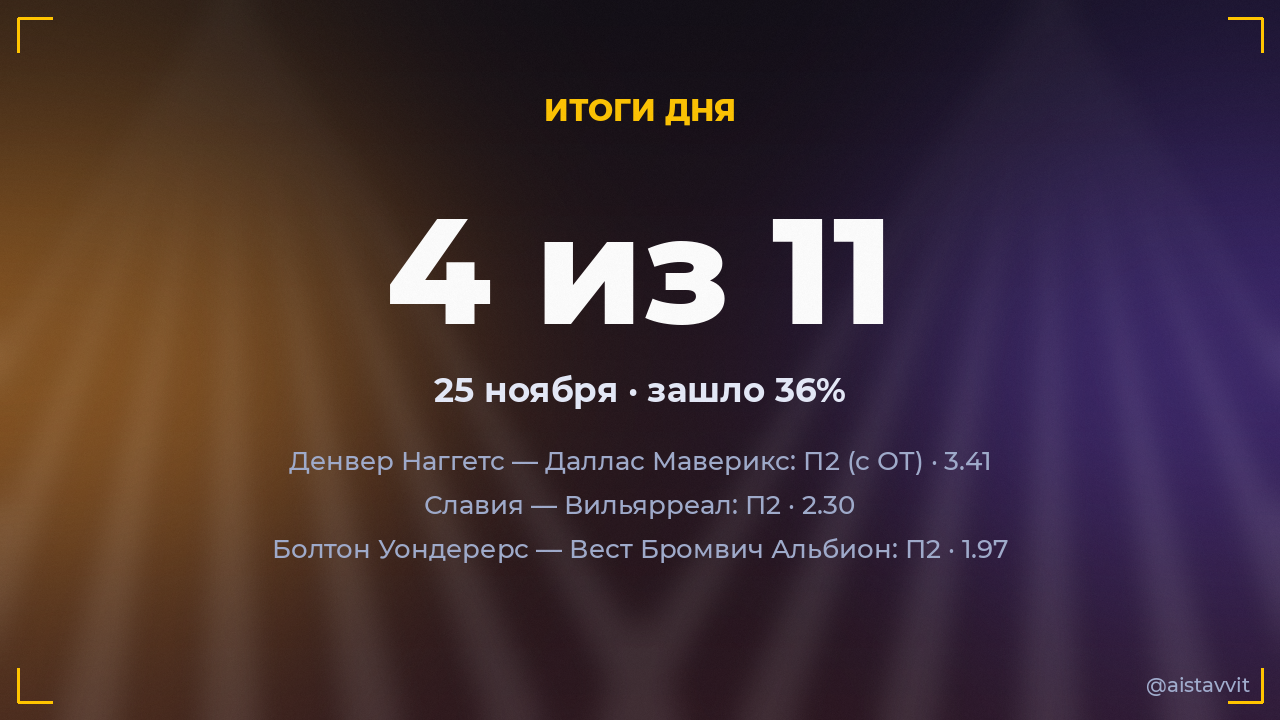 ИТОГИ ДНЯ
4 из 11
25 ноября · зашло 36%
Денвер Наггетс — Даллас Маверикс: П2 (с ОТ) · 3.41
Славия — Вильярреал: П2 · 2.30
Болтон Уондерерс — Вест Бромвич Альбион: П2 · 1.97
@aistavvit